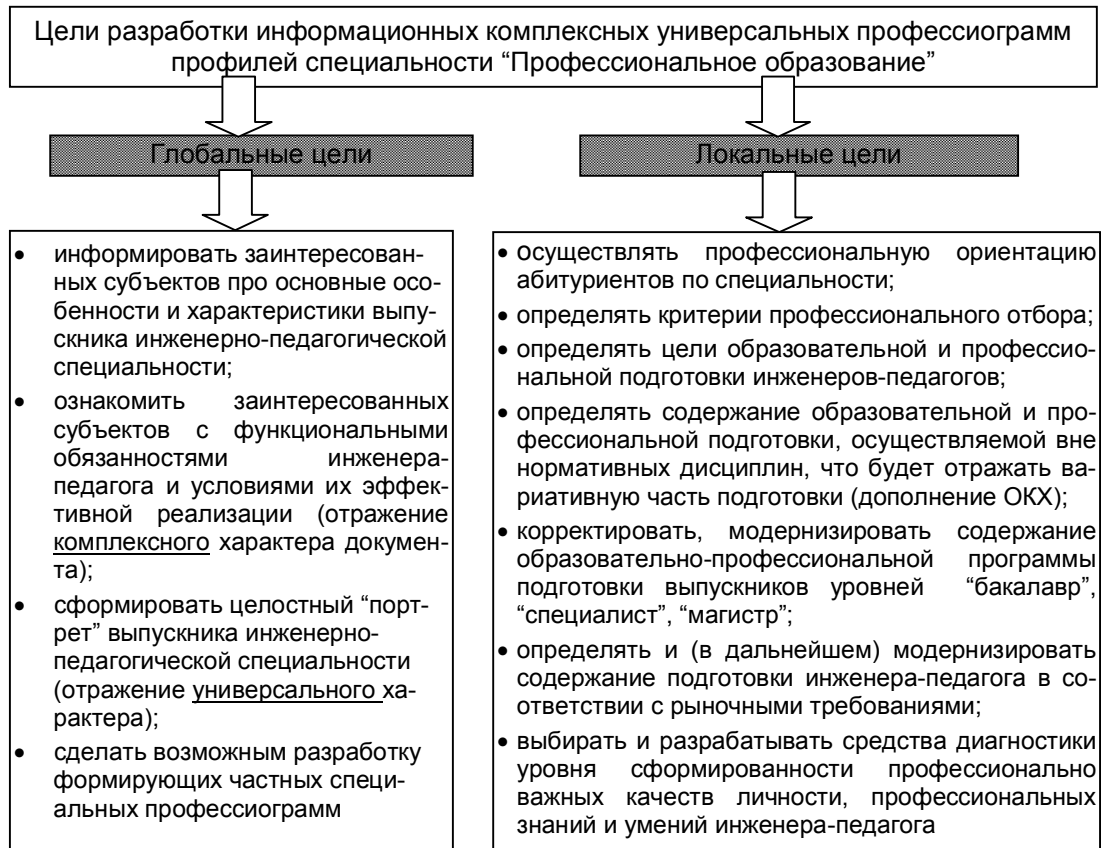 Цели разработки информационных комплексных универсальных профессиограмм
профилей специальности “Профессиональное образование”
Глобальные цели
Локальные цели
• информировать заинтересован-
ных субъектов про основные осо-
бенности и характеристики выпу-
скника инженерно-педагогической
специальности;
• ознакомить заинтересованных
субъектов с функциональными
обязанностями инженера-
педагога и условиями их эффек-
тивной реализации (отражение
комплексного характера докумен-
та);
• сформировать целостный “порт-
рет” выпускника инженерно-
педагогической специальности
(отражение универсального ха-
рактера);
• сделать возможным разработку
формирующих частных специ-
альных профессиограмм
• осуществлять профессиональную ориентацию
абитуриентов по специальности;
• определять критерии профессионального отбора;
• определять цели образовательной и профессио-
нальной подготовки инженеров-педагогов;
• определять содержание образовательной и про-
фессиональной подготовки, осуществляемой вне
нормативных дисциплин, что будет отражать ва-
риативную часть подготовки (дополнение ОКХ);
• корректировать, модернизировать содержание
образовательно-профессиональной программы
подготовки выпускников уровней “бакалавр”,
“специалист”, “магистр”;
• определять и (в дальнейшем) модернизировать
содержание подготовки инженера-педагога в со-
ответствии с рыночными требованиями;
• выбирать и разрабатывать средства диагностики
уровня сформированности профессионально
важных качеств личности, профессиональных
знаний и умений инженера-педагога